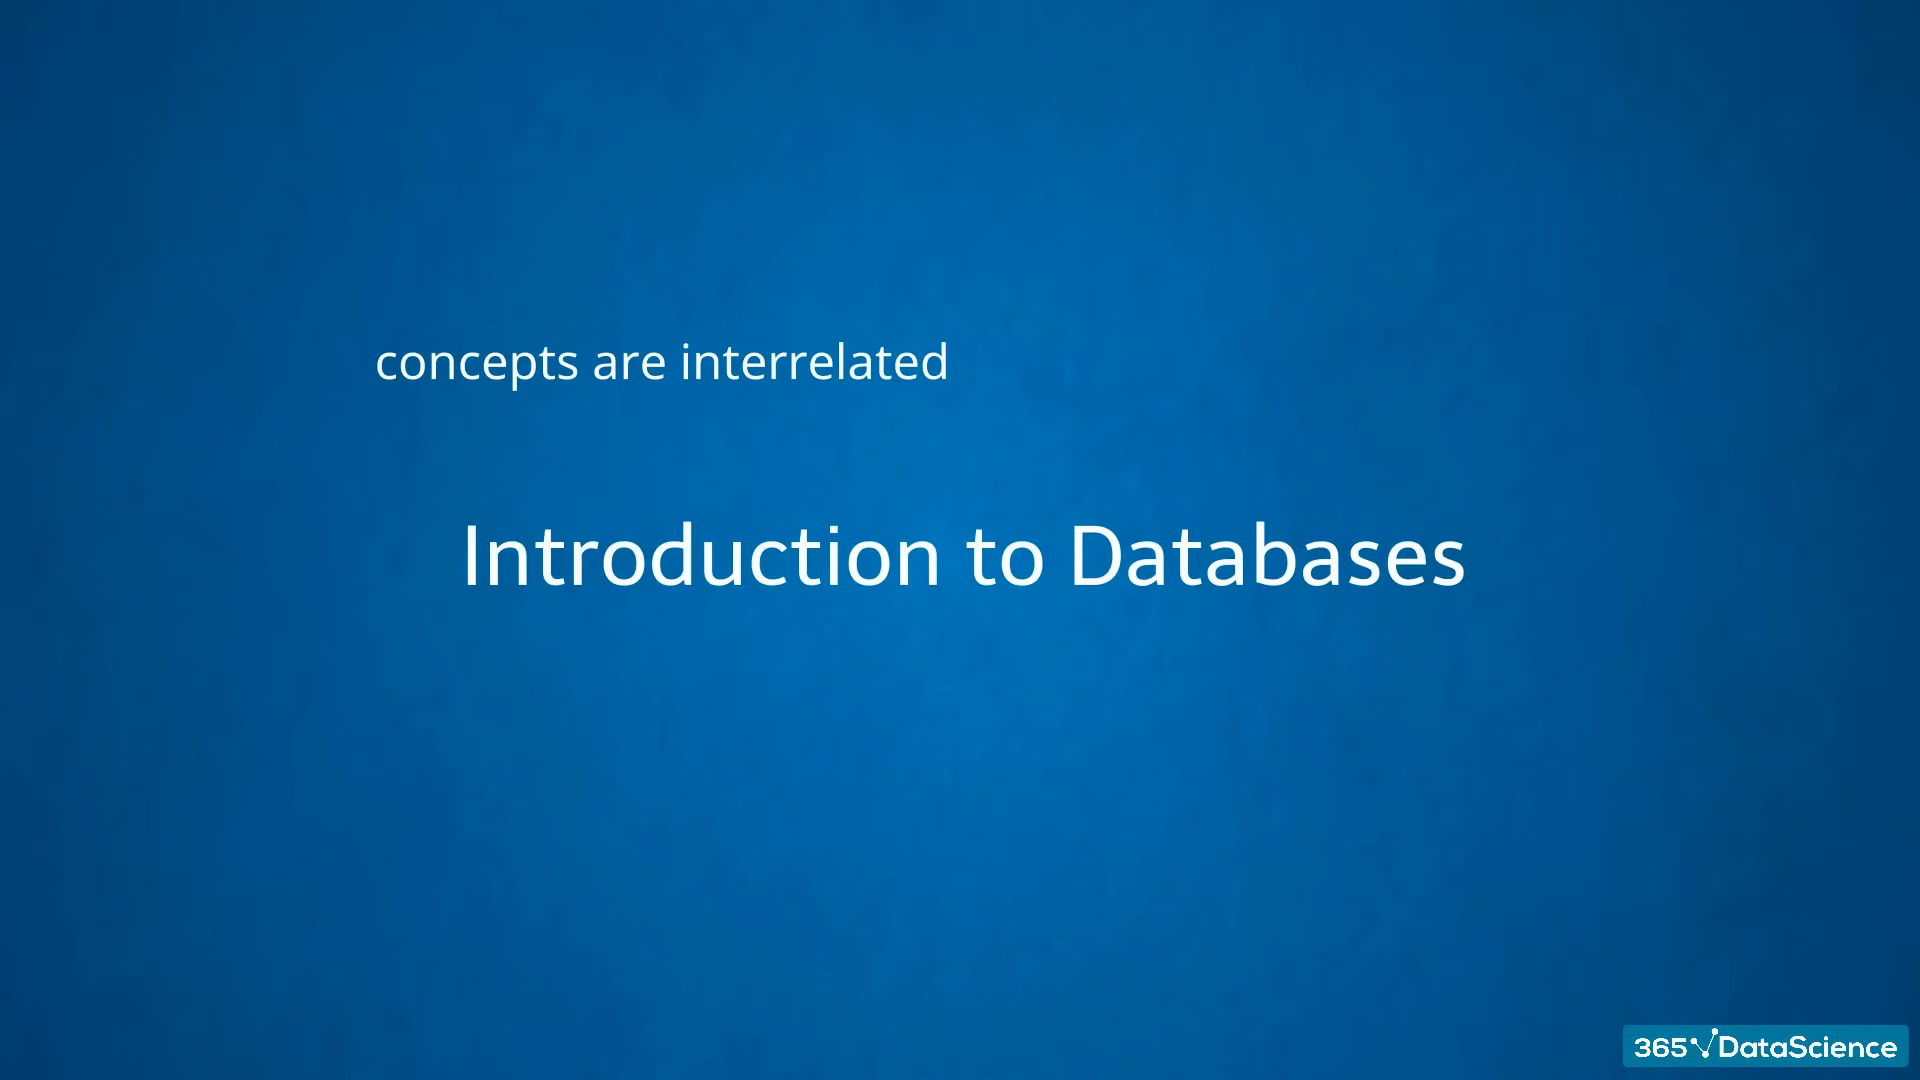 concepts are interrelated
Introduction to Databases
365 DataScience